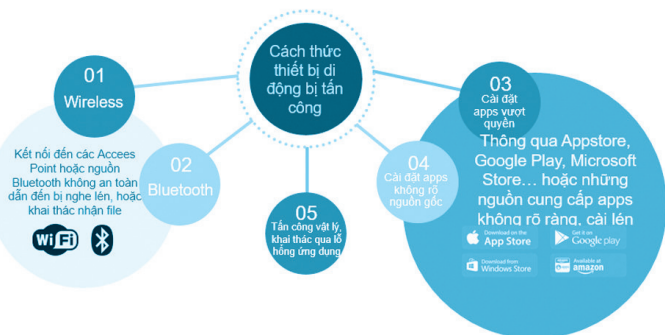 Cách thức
thiết bị di
động bị tấn
công
01
Wireless
Kết nối đến các Accees
Point hoặc nguồn
Bluetooth không an toàn
dẫn đến bị nghe lén, hoặc
khai thác nhận file
WiFi
02
Bluetooth
03
Cài đặt
apps vượt
quyền
Thông qua Appstore,
Google Play, Microsoft
Store... hoặc những
nguồn cung cấp apps
không rõ ràng, cài lén
Download on the
App Store
Get it on
Google play
Download from
Windows Store
Available at
amazon
04
Cài đặt apps
không rõ
nguồn gốc
05
Tấn công vật lý,
khai thác qua lỗ
hổng ứng dụng